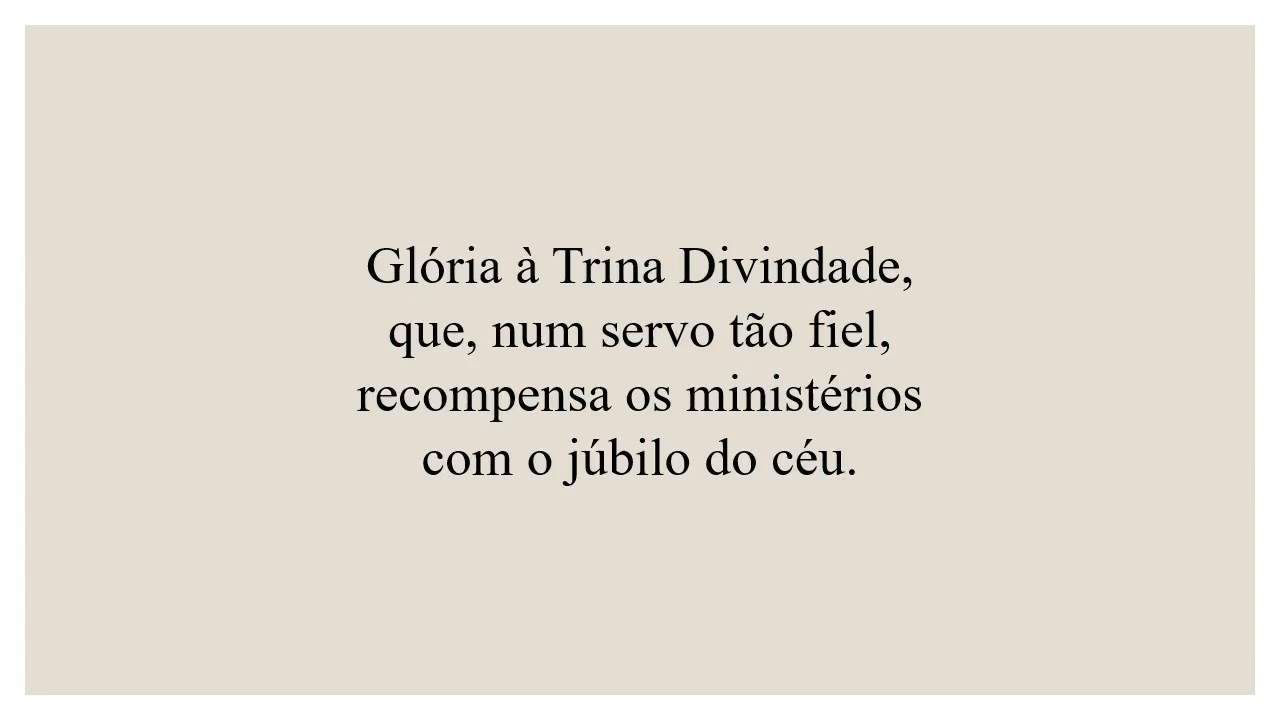 Glória à Trina Divindade,
que, num servo tão fiel,
recompensa os ministérios
com o júbilo do céu.